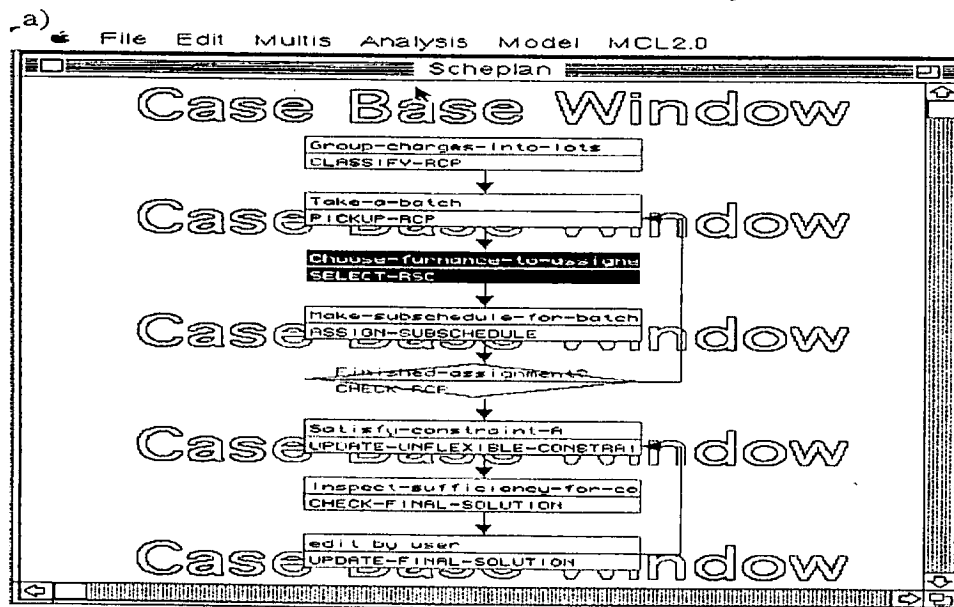 a)
File Edit Multis Analysis Model MCL2.0
Scheplan
Case Base Window
Group-charges-into-lots
CLASSIFY-RCP
Take-a-batch
Case Base Window
PICKUP-RCP
Choose-furnance-to-assigne
SELECT-RSC
Make-subschedule-for-batch
Case Base Window
ASSIGN-SUBSCHEDULE
Finished-assignment?
CHECK-RCP
Satisfy-constraint-A
Case Base Window
UPDATE-UNFLEXIBLE-CONSTRAI
Inspect-sufficiency-for-co
CHECK-FINAL-SOLUTION
edit by user
Case Base Window
UPDATE-FINAL-SOLUTION